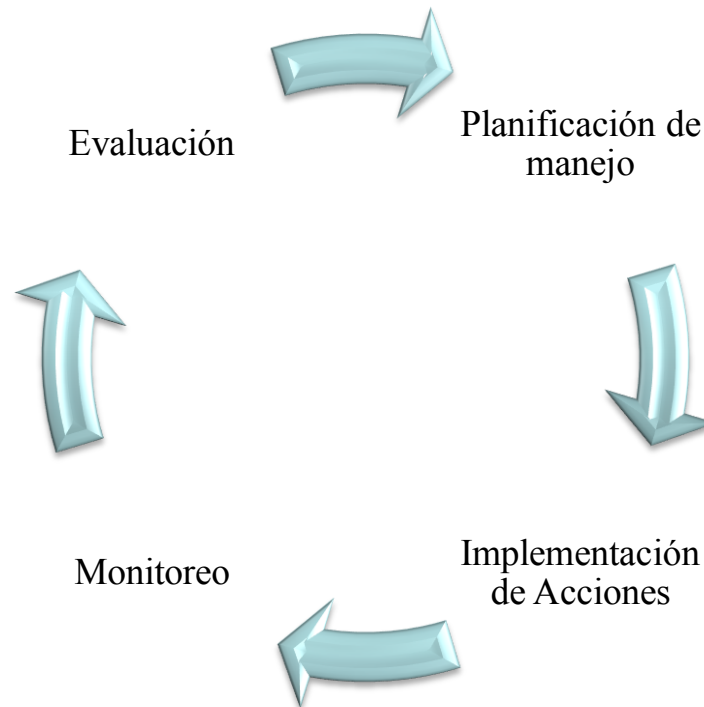 Evaluación
Planificación de
manejo
Monitoreo
Implementación
de Acciones